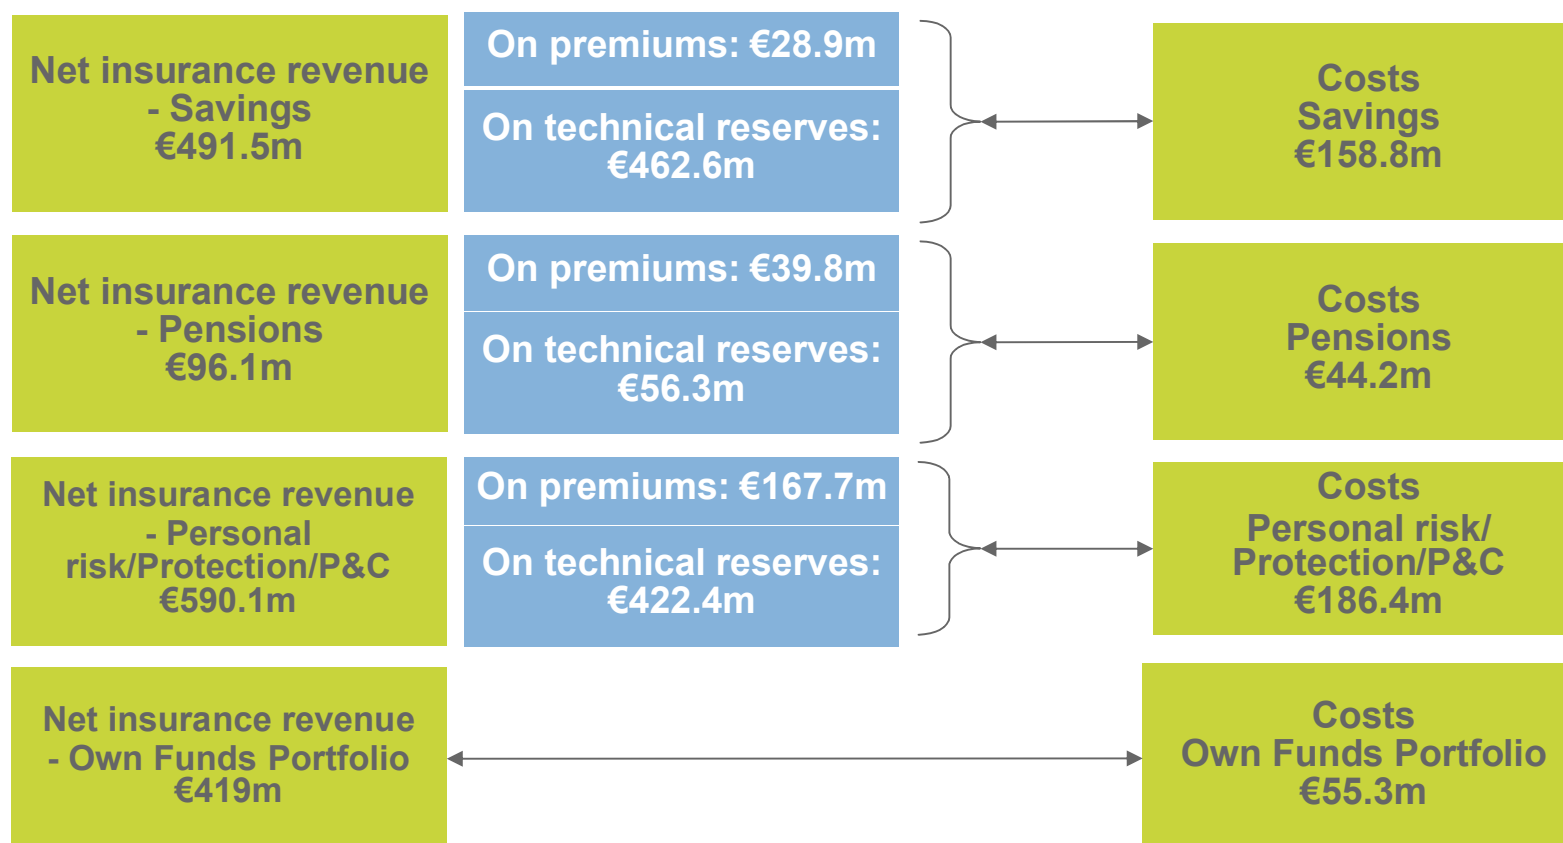 Net insurance revenue
- Savings
€491.5m
On premiums: €28.9m
On technical reserves:
€462.6m
Costs
Savings
€158.8m
Net insurance revenue
- Pensions
€96.1m
On premiums: €39.8m
On technical reserves:
€56.3m
Costs
Pensions
€44.2m
Net insurance revenue
- Personal
risk/Protection/P&C
€590.1m
On premiums: €167.7m
On technical reserves:
€422.4m
Costs
Personal risk/
Protection/P&C
€186.4m
Net insurance revenue
- Own Funds Portfolio
€419m
Costs
Own Funds Portfolio
€55.3m